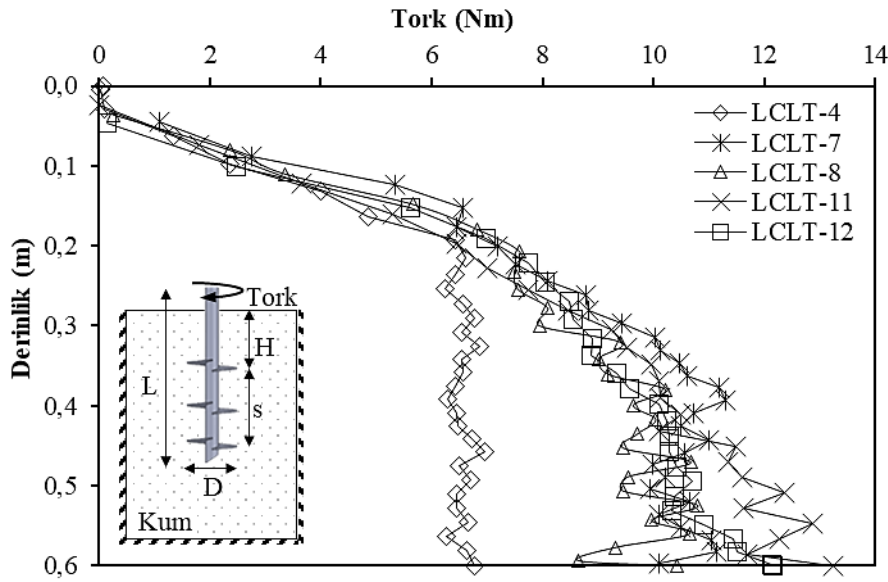 Tork (Nm)
0 2 4 6 8 10 12 14
Derinlik (m)
0,0
0,1
0,2
0,3
0,4
0,5
0,6
LCLT-4
LCLT-7
LCLT-8
LCLT-11
LCLT-12
Tork
H
L
s
D
Kum